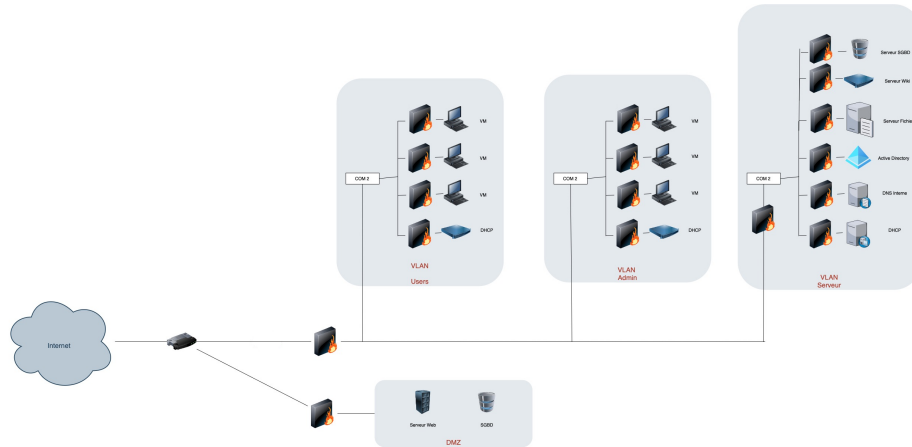 Serveur SGBD
Serveur Wiki
Serveur Fichie
Active Directory
DNS Interne
DHCP
COM 2
VLAN
Serveur
VM
VM
VM
DHCP
COM 2
VLAN
Users
VM
VM
VM
DHCP
COM 2
VLAN
Admin
Internet
Serveur Web
SGBD
DMZ